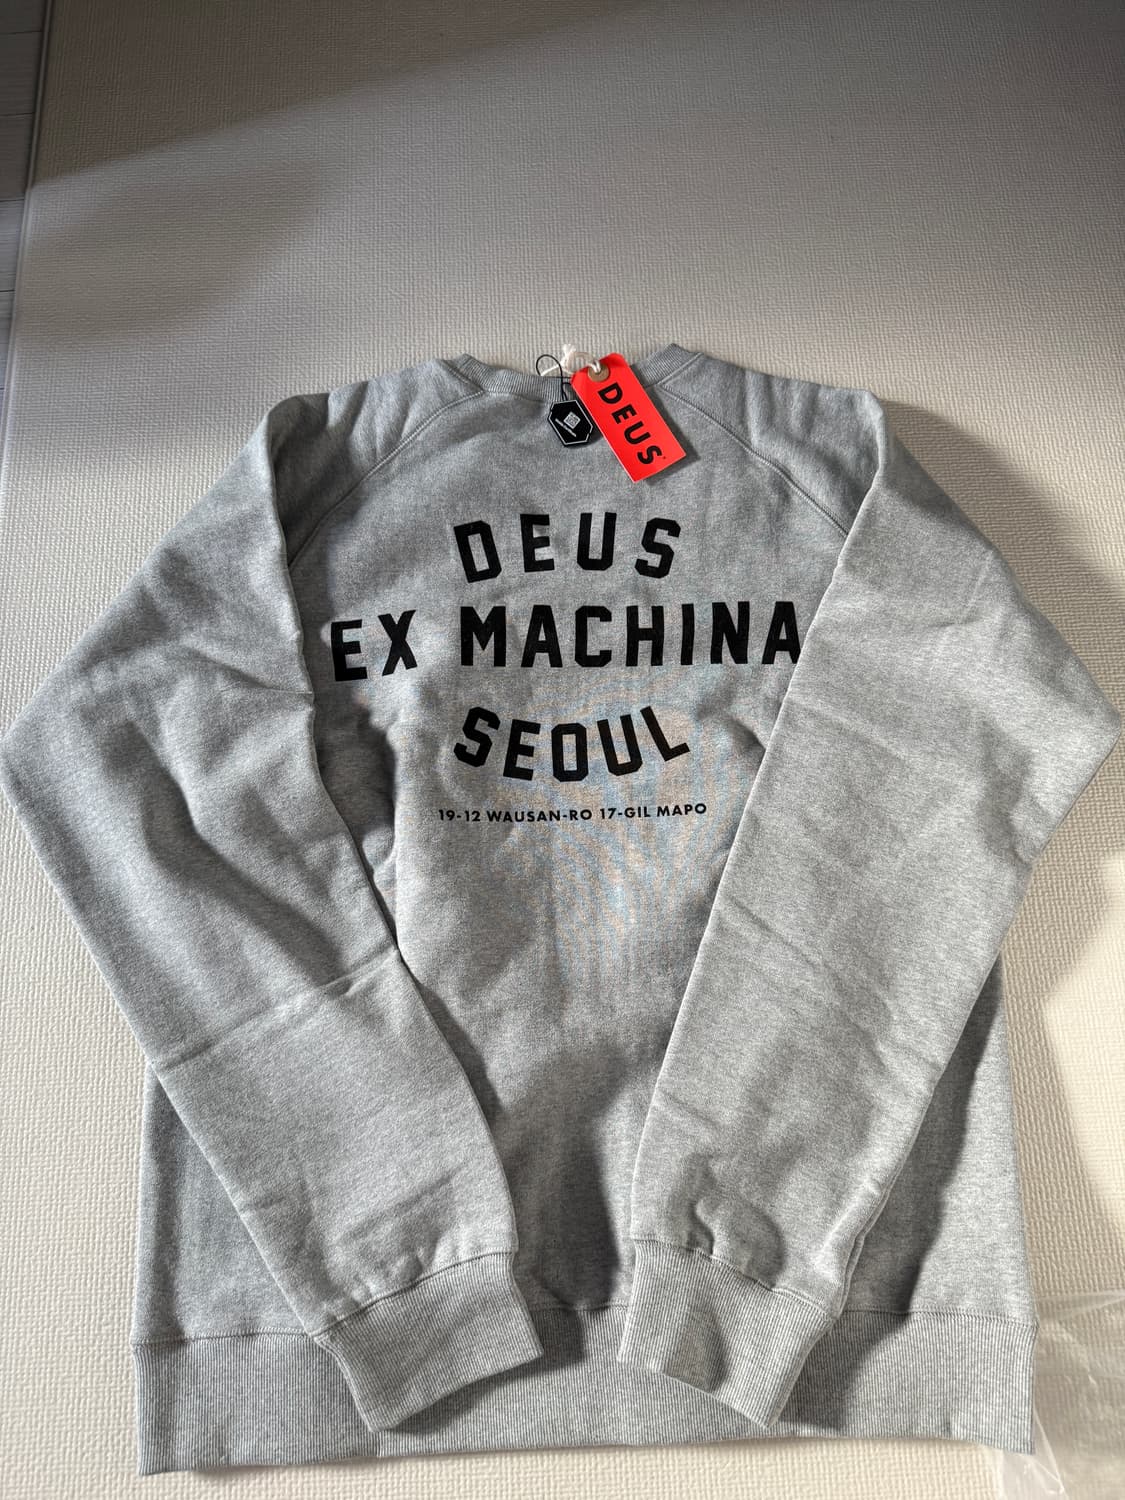 DEUS
DEUS
EX MACHINA
SEOUL
19-12 WAUSAN-RO 17-GIL MAPO